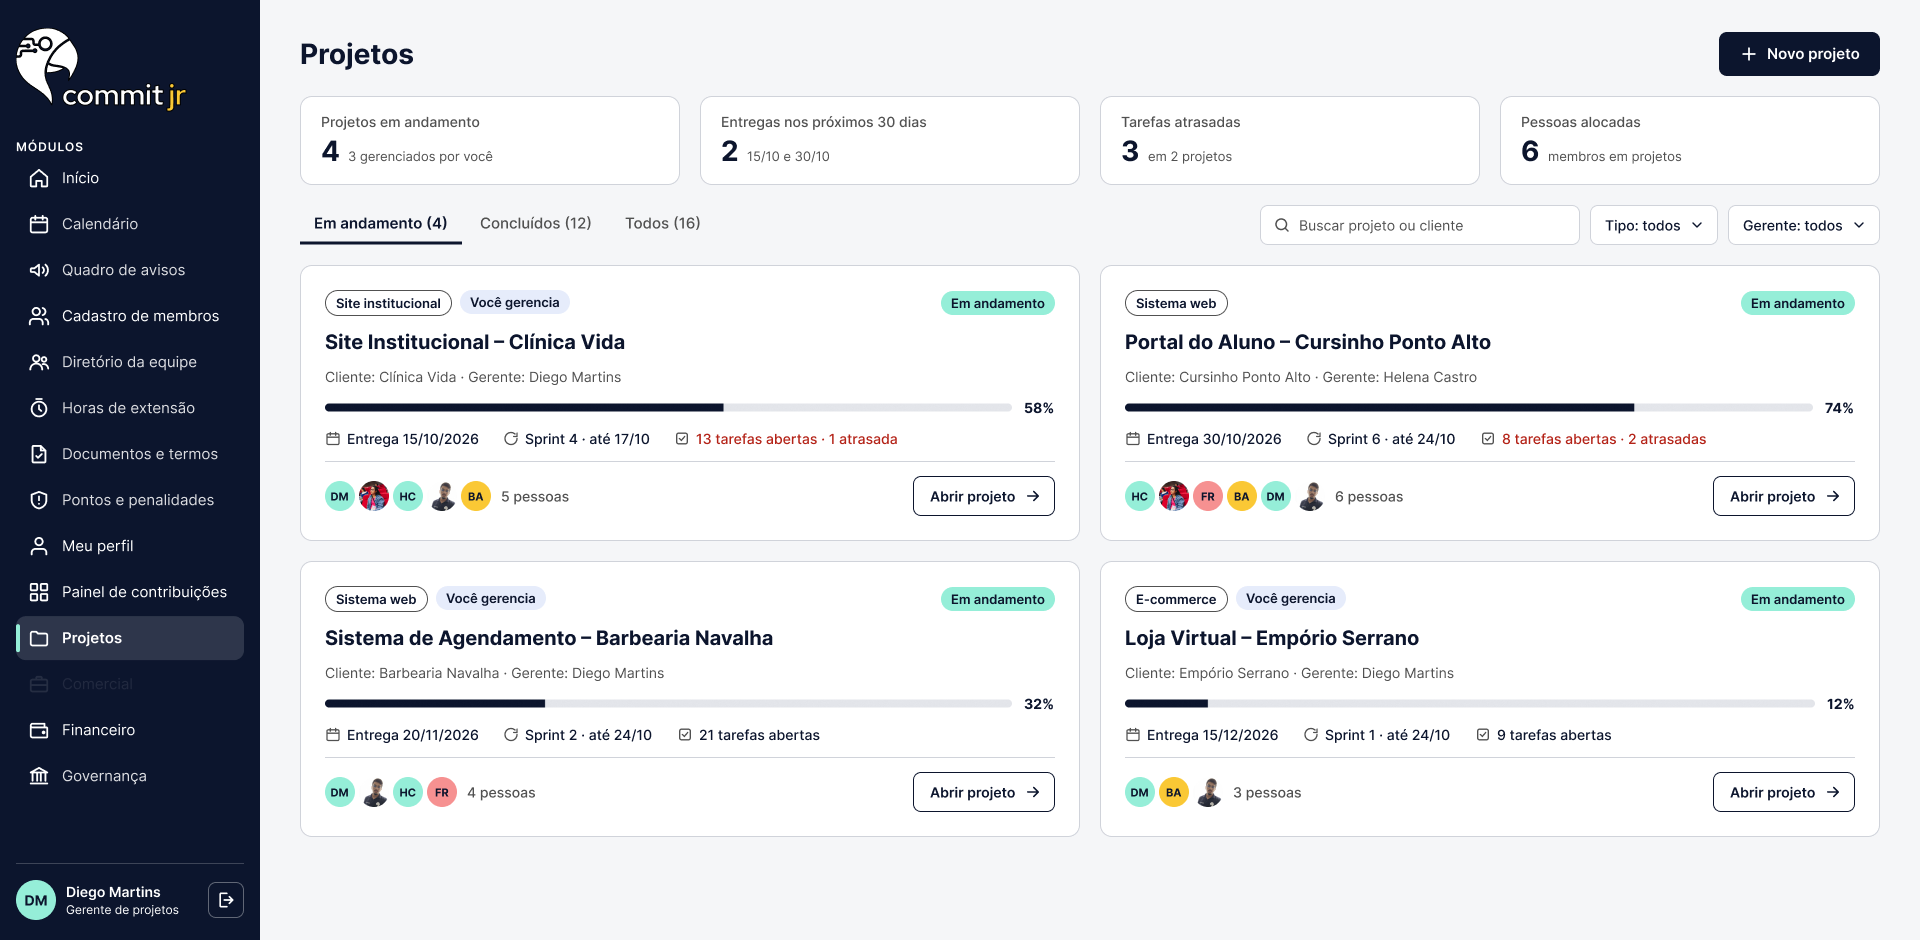 commit jr
MÓDULOS
Início
Calendário
Quadro de avisos
Cadastro de membros
Diretório da equipe
Horas de extensão
Documentos e termos
Pontos e penalidades
Meu perfil
Painel de contribuições
Projetos
Comercial
Financeiro
Governança
DM
Diego Martins
Gerente de projetos
Projetos
Novo projeto
Projetos em andamento
4 3 gerenciados por você
Entregas nos próximos 30 dias
2 15/10 e 30/10
Tarefas atrasadas
3 em 2 projetos
Pessoas alocadas
6 membros em projetos
Em andamento (4) Concluídos (12) Todos (16)
Buscar projeto ou cliente
Tipo: todos
Gerente: todos
Site institucional Você gerencia Em andamento
Site Institucional – Clínica Vida
Cliente: Clínica Vida · Gerente: Diego Martins
58%
Entrega 15/10/2026 Sprint 4 · até 17/10 13 tarefas abertas · 1 atrasada
DM HC BA 5 pessoas Abrir projeto
Sistema web Em andamento
Portal do Aluno – Cursinho Ponto Alto
Cliente: Cursinho Ponto Alto · Gerente: Helena Castro
74%
Entrega 30/10/2026 Sprint 6 · até 24/10 8 tarefas abertas · 2 atrasadas
HC FR BA DM 6 pessoas Abrir projeto
Sistema web Você gerencia Em andamento
Sistema de Agendamento – Barbearia Navalha
Cliente: Barbearia Navalha · Gerente: Diego Martins
32%
Entrega 20/11/2026 Sprint 2 · até 24/10 21 tarefas abertas
DM HC FR 4 pessoas Abrir projeto
E-commerce Você gerencia Em andamento
Loja Virtual – Empório Serrano
Cliente: Empório Serrano · Gerente: Diego Martins
12%
Entrega 15/12/2026 Sprint 1 · até 24/10 9 tarefas abertas
DM BA 3 pessoas Abrir projeto